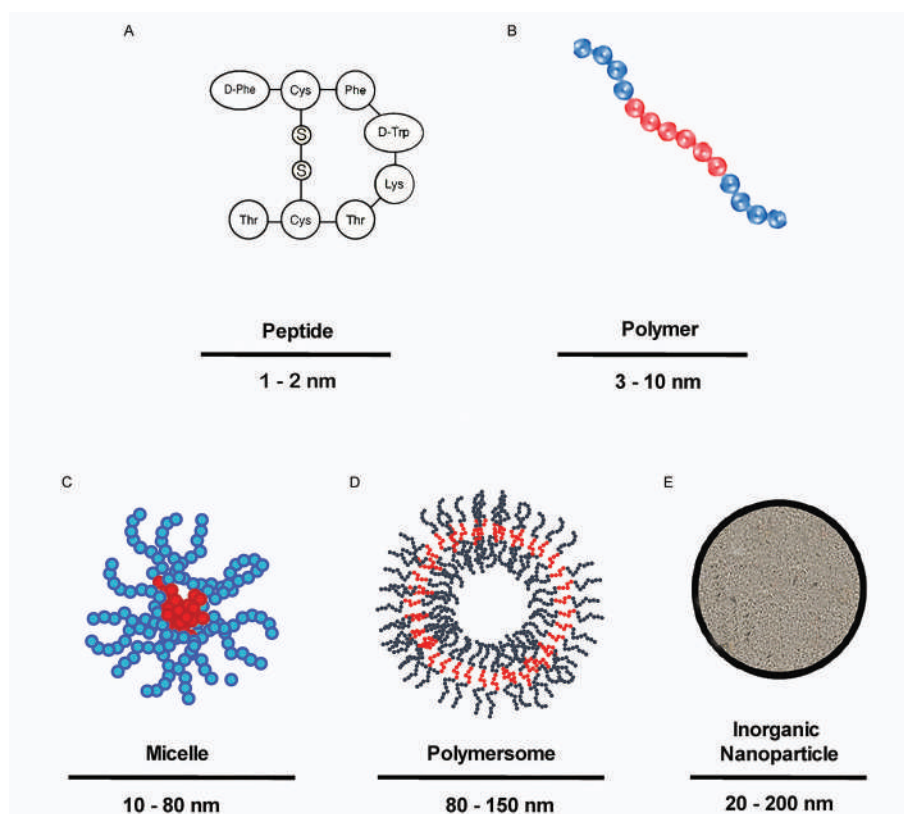 A
B
D-Phe
Cys
Phe
S
D-Trp
S
Lys
Thr
Cys
Thr
Peptide
1 - 2 nm
Polymer
3 - 10 nm
C
D
E
Micelle
10 - 80 nm
Polymersome
80 - 150 nm
Inorganic
Nanoparticle
20 - 200 nm